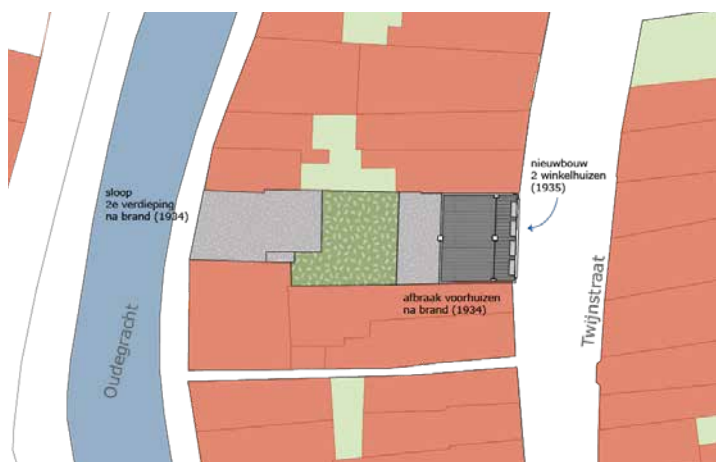 nieuwbouw
2 winkelhuizen
(1935)
sloop
2e verdieping
na brand (1934)
afbraak voorhuizen
na brand (1934)
Oudegracht
Twijnstraat